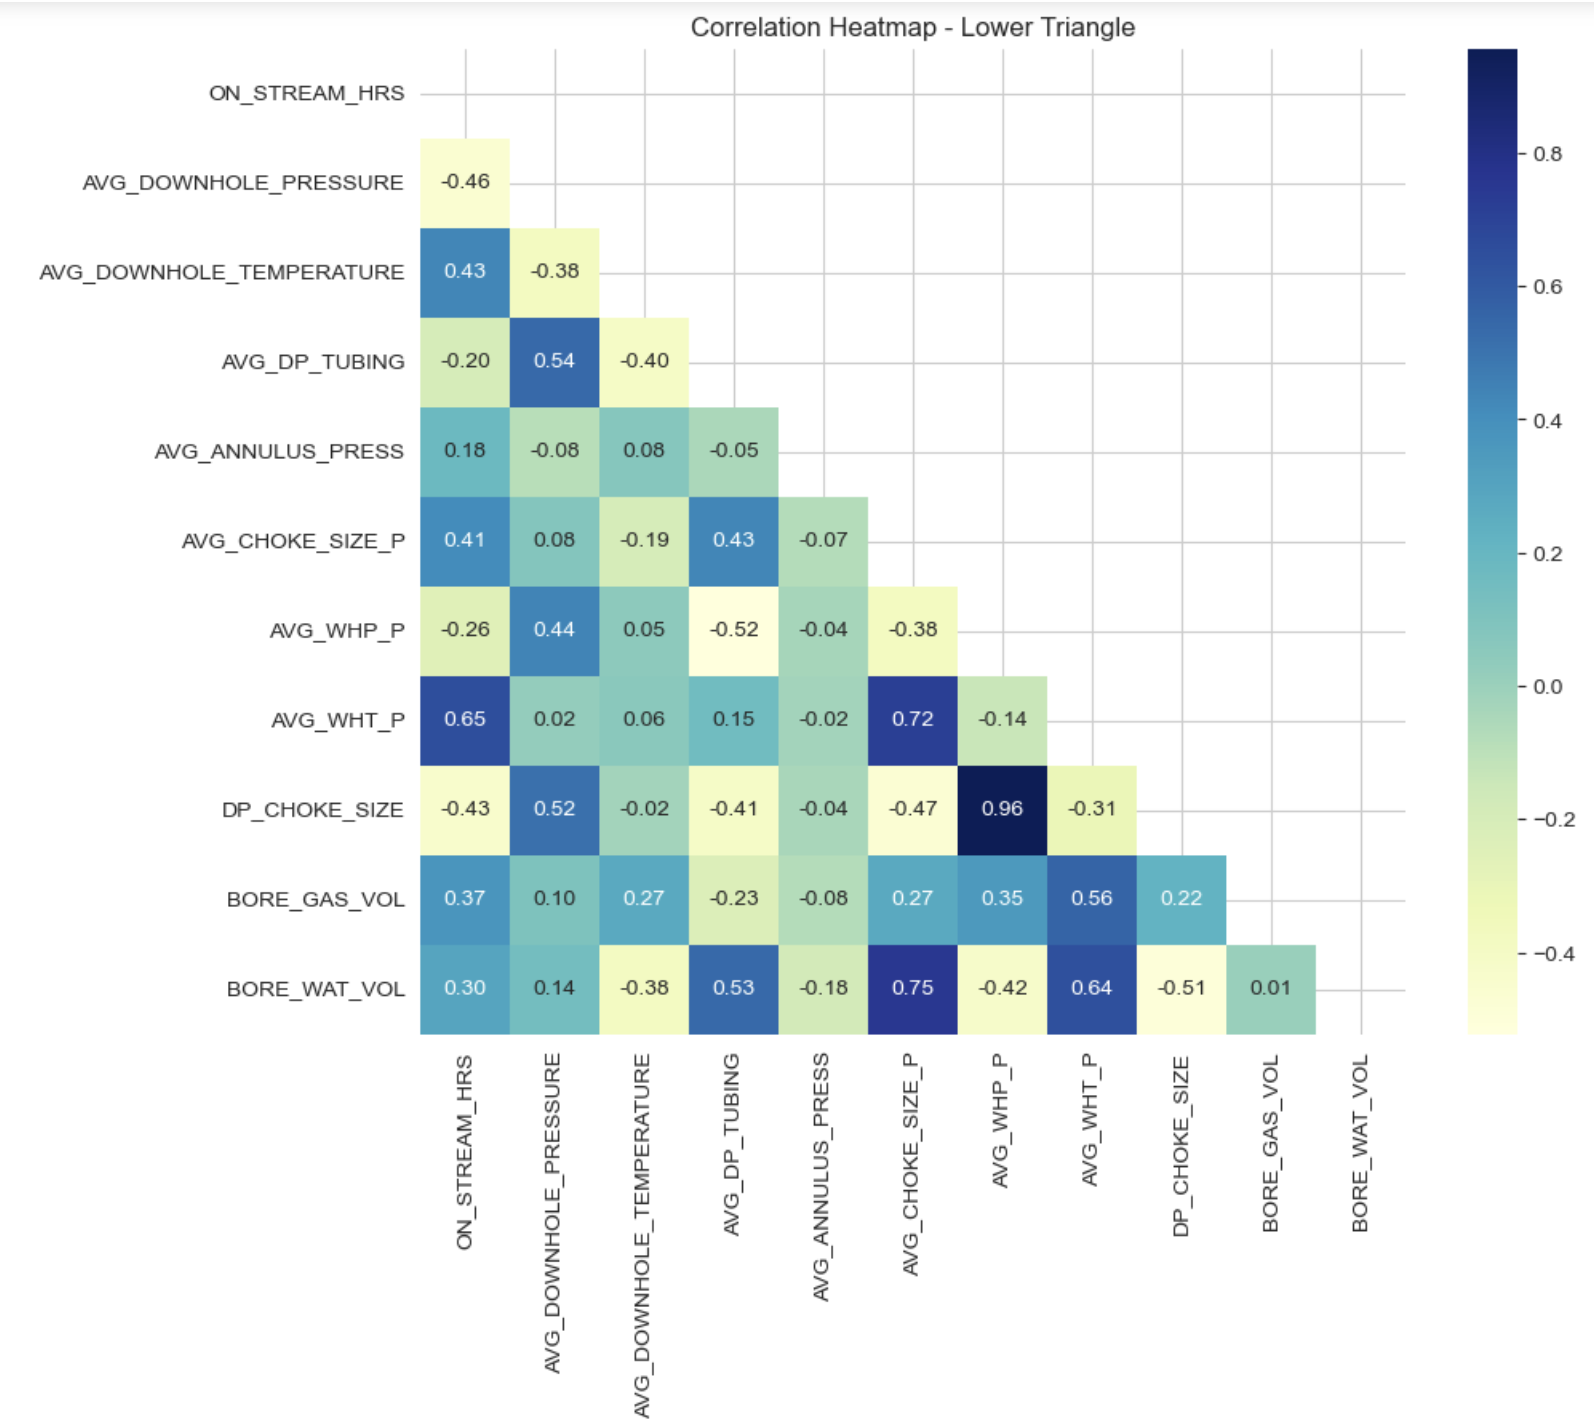 Correlation Heatmap - Lower Triangle
ON_STREAM_HRS
AVG_DOWNHOLE_PRESSURE -0.46
AVG_DOWNHOLE_TEMPERATURE 0.43 -0.38
AVG_DP_TUBING -0.20 0.54 -0.40
AVG_ANNULUS_PRESS 0.18 -0.08 0.08 -0.05
AVG_CHOKE_SIZE_P 0.41 0.08 -0.19 0.43 -0.07
AVG_WHP_P -0.26 0.44 0.05 -0.52 -0.04 -0.38
AVG_WHT_P 0.65 0.02 0.06 0.15 -0.02 0.72 -0.14
DP_CHOKE_SIZE -0.43 0.52 -0.02 -0.41 -0.04 -0.47 0.96 -0.31
BORE_GAS_VOL 0.37 0.10 0.27 -0.23 -0.08 0.27 0.35 0.56 0.22
BORE_WAT_VOL 0.30 0.14 -0.38 0.53 -0.18 0.75 -0.42 0.64 -0.51 0.01
ON_STREAM_HRS
AVG_DOWNHOLE_PRESSURE
AVG_DOWNHOLE_TEMPERATURE
AVG_DP_TUBING
AVG_ANNULUS_PRESS
AVG_CHOKE_SIZE_P
AVG_WHP_P
AVG_WHT_P
DP_CHOKE_SIZE
BORE_GAS_VOL
BORE_WAT_VOL
0.8
0.6
0.4
0.2
0.0
−0.2
−0.4